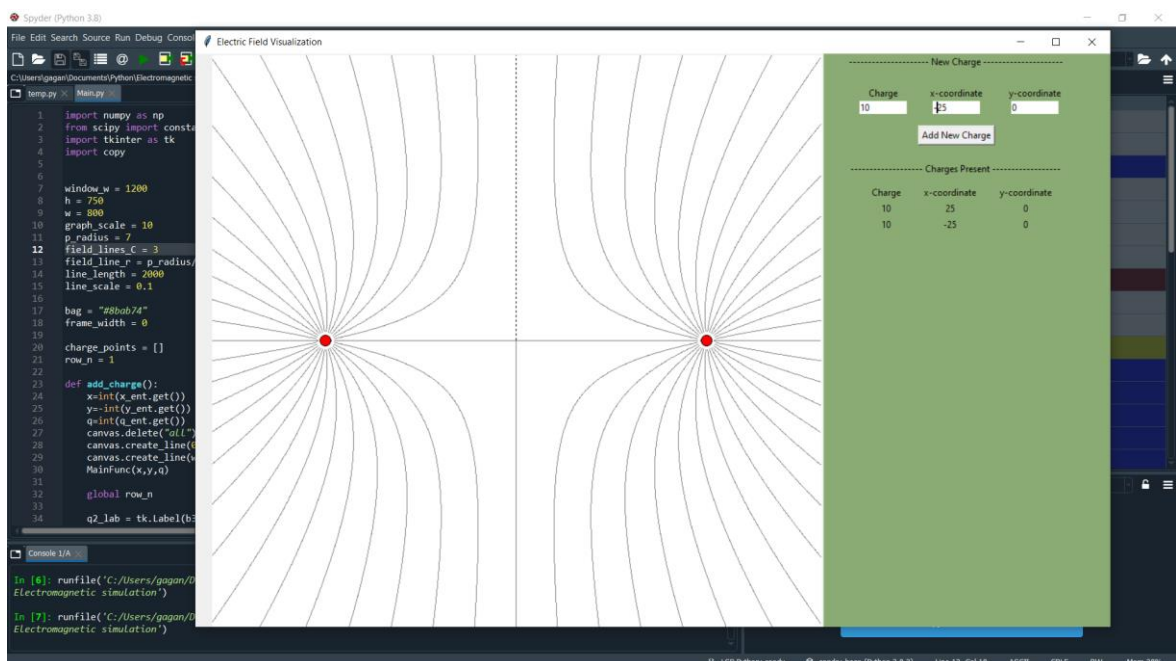 Spyder (Python 3.8)
File Edit Search Source Run Debug Consol
C:\Users\gagan\Documents\Python\Electromagnetic
temp.py
Main.py
1 import numpy as np
2 from scipy import consta
3 import tkinter as tk
4 import copy
5
6
7 window_w = 1200
8 h = 750
9 w = 800
10 graph_scale = 10
11 p_radius = 7
12 field_lines_C = 3
13 field_line_r = p_radius/
14 line_length = 2000
15 line_scale = 0.1
16
17 bag = "#8bab74"
18 frame_width = 0
19
20 charge_points = []
21 row_n = 1
22
23 def add_charge():
24 x=int(x_ent.get())
25 y=-int(y_ent.get())
26 q=int(q_ent.get())
27 canvas.delete("all")
28 canvas.create_line(0
29 canvas.create_line(w
30 MainFunc(x,y,q)
31
32 global row_n
33
34 q2_lab = tk.Label(b3
Console 1/A
In [6]: runfile('C:/Users/gagan/D
Electromagnetic simulation')
In [7]: runfile('C:/Users/gagan/D
Electromagnetic simulation')
Electric Field Visualization
New Charge
Charge x-coordinate y-coordinate
10 -25 0
Add New Charge
Charges Present
Charge x-coordinate y-coordinate
10 25 0
10 -25 0